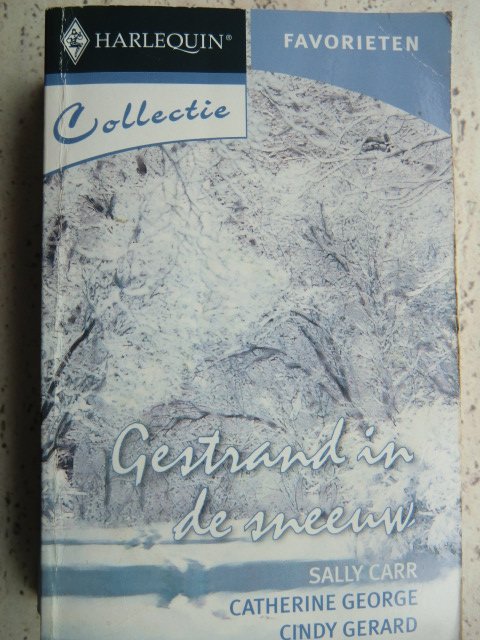 HARLEQUIN®
FAVORIETEN
Collectie
Gestrand in
de sneeuw
SALLY CARR
CATHERINE GEORGE
CINDY GERARD